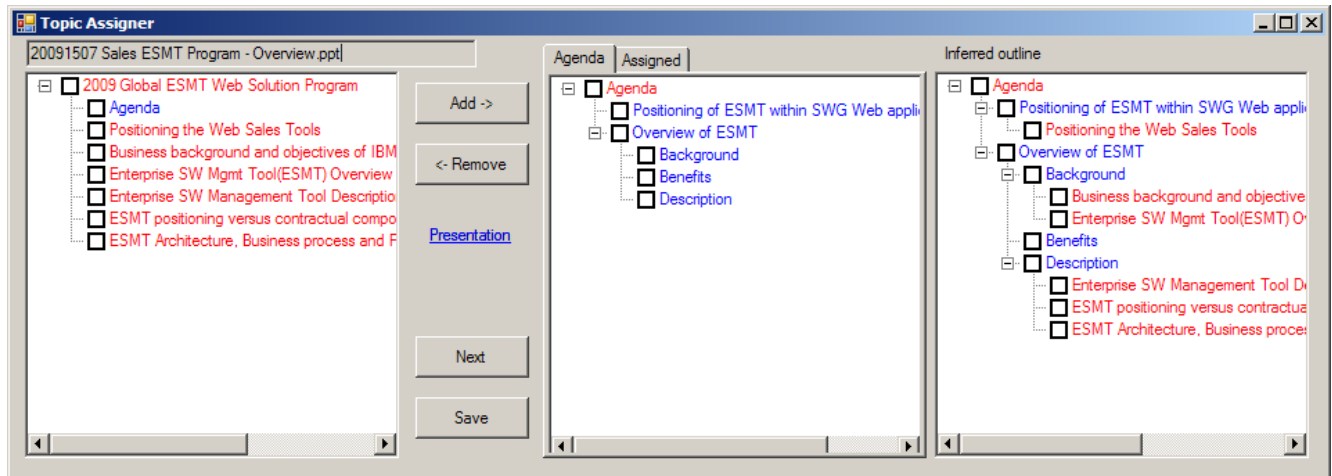 Topic Assigner
20091507 Sales ESMT Program - Overview.ppt
2009 Global ESMT Web Solution Program
Agenda
Positioning the Web Sales Tools
Business background and objectives of IBM
Enterprise SW Mgmt Tool(ESMT) Overview
Enterprise SW Management Tool Descriptio
ESMT positioning versus contractual compo
ESMT Architecture, Business process and F
Add ->
<- Remove
Presentation
Next
Save
Agenda Assigned
Agenda
Positioning of ESMT within SWG Web appli
Overview of ESMT
Background
Benefits
Description
Inferred outline
Agenda
Positioning of ESMT within SWG Web appli
Positioning the Web Sales Tools
Overview of ESMT
Background
Business background and objective
Enterprise SW Mgmt Tool(ESMT) O
Benefits
Description
Enterprise SW Management Tool D
ESMT positioning versus contractua
ESMT Architecture, Business proce